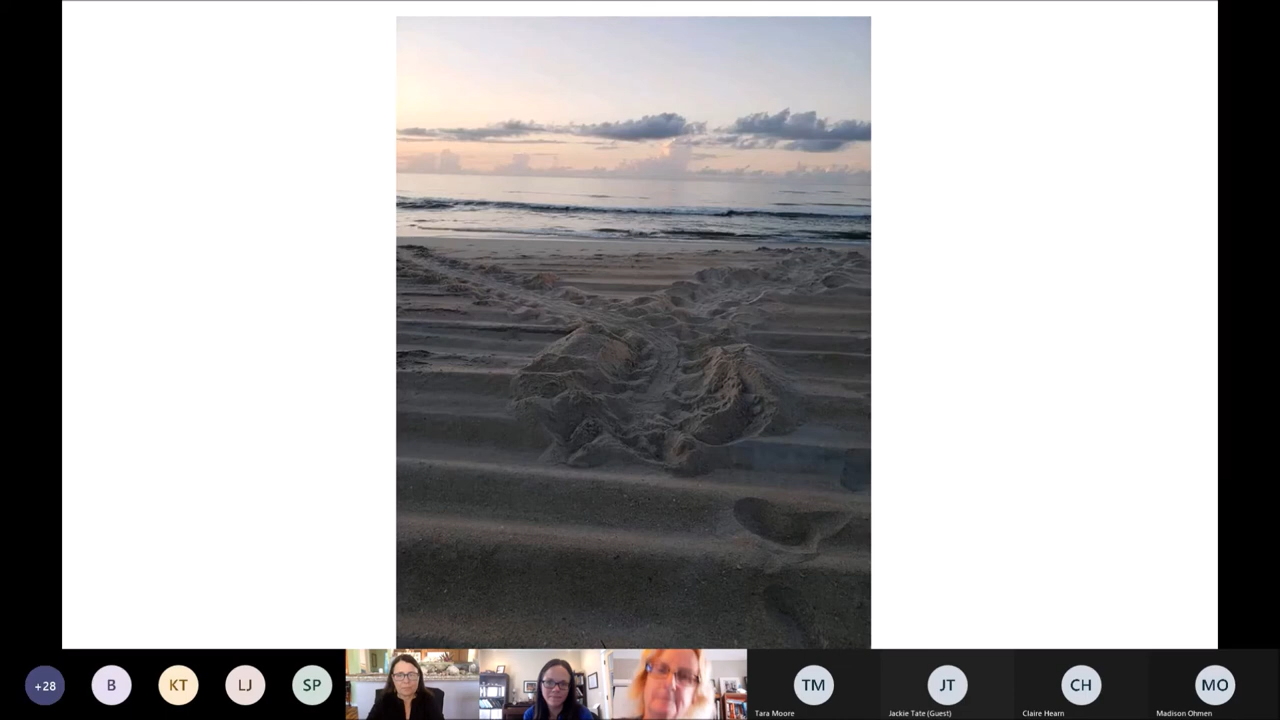 +28
B
KT
LJ
SP
TM
JT
CH
MO
Tara Moore
Jackie Tate (Guest)
Claire Hearn
Madison Ohmen